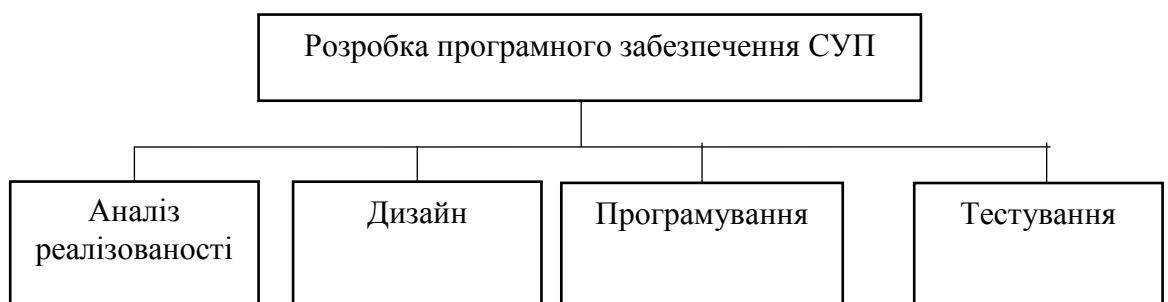 Розробка програмного забезпечення СУП
Аналіз
реалізованості
Дизайн
Програмування
Тестування